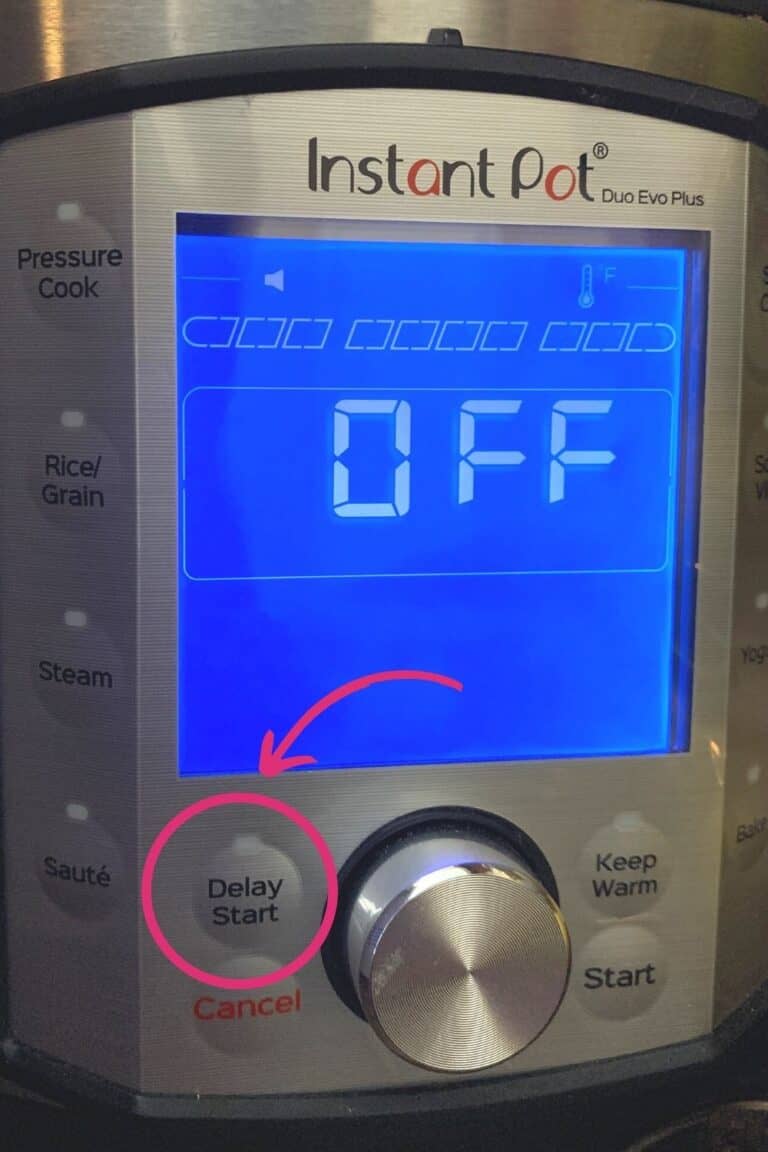 Instant Pot®
Duo Evo Plus
°F
OFF
Pressure
Cook
Rice/
Grain
Steam
Sauté
Delay
Start
Cancel
Keep
Warm
Start